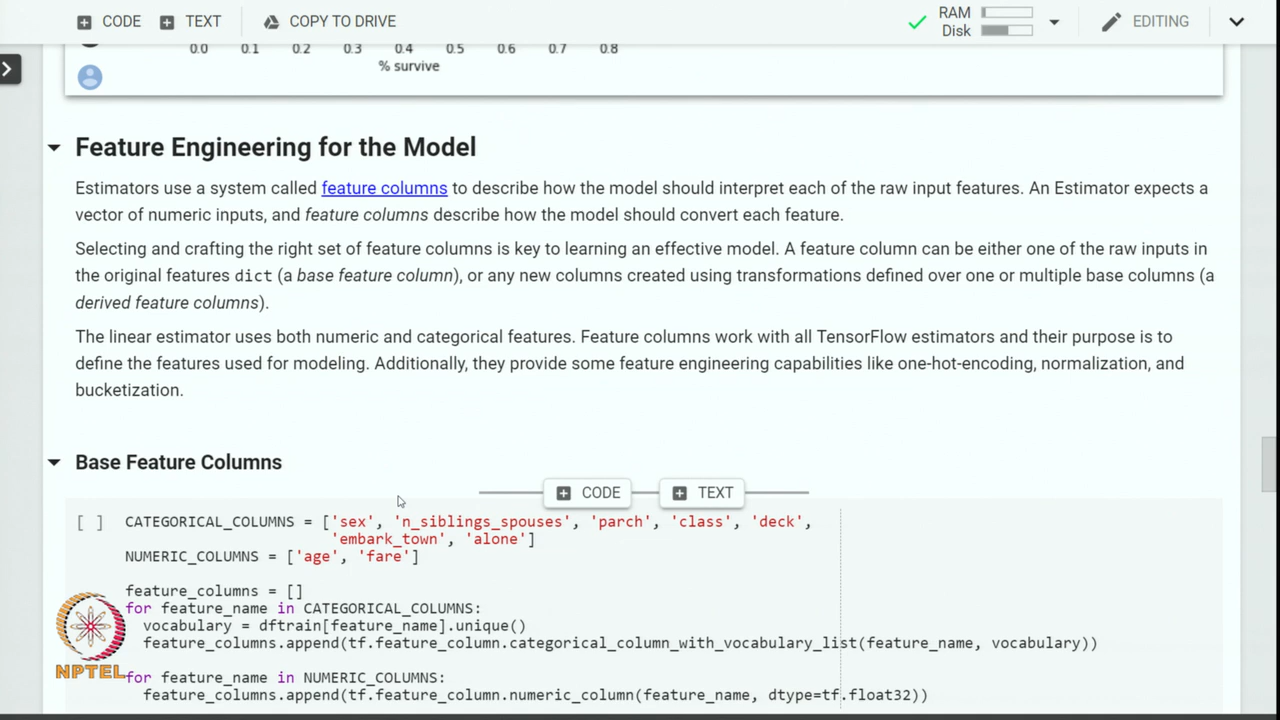 CODE TEXT COPY TO DRIVE RAM Disk EDITING
0.0 0.1 0.2 0.3 0.4 0.5 0.6 0.7 0.8
% survive
Feature Engineering for the Model
Estimators use a system called feature columns to describe how the model should interpret each of the raw input features. An Estimator expects a
vector of numeric inputs, and feature columns describe how the model should convert each feature.
Selecting and crafting the right set of feature columns is key to learning an effective model. A feature column can be either one of the raw inputs in
the original features dict (a base feature column), or any new columns created using transformations defined over one or multiple base columns (a
derived feature columns).
The linear estimator uses both numeric and categorical features. Feature columns work with all TensorFlow estimators and their purpose is to
define the features used for modeling. Additionally, they provide some feature engineering capabilities like one-hot-encoding, normalization, and
bucketization.
Base Feature Columns
CODE TEXT
[ ] CATEGORICAL_COLUMNS = ['sex', 'n_siblings_spouses', 'parch', 'class', 'deck',
'embark_town', 'alone']
NUMERIC_COLUMNS = ['age', 'fare']
feature_columns = []
for feature_name in CATEGORICAL_COLUMNS:
vocabulary = dftrain[feature_name].unique()
feature_columns.append(tf.feature_column.categorical_column_with_vocabulary_list(feature_name, vocabulary))
for feature_name in NUMERIC_COLUMNS:
feature_columns.append(tf.feature_column.numeric_column(feature_name, dtype=tf.float32))
NPTEL